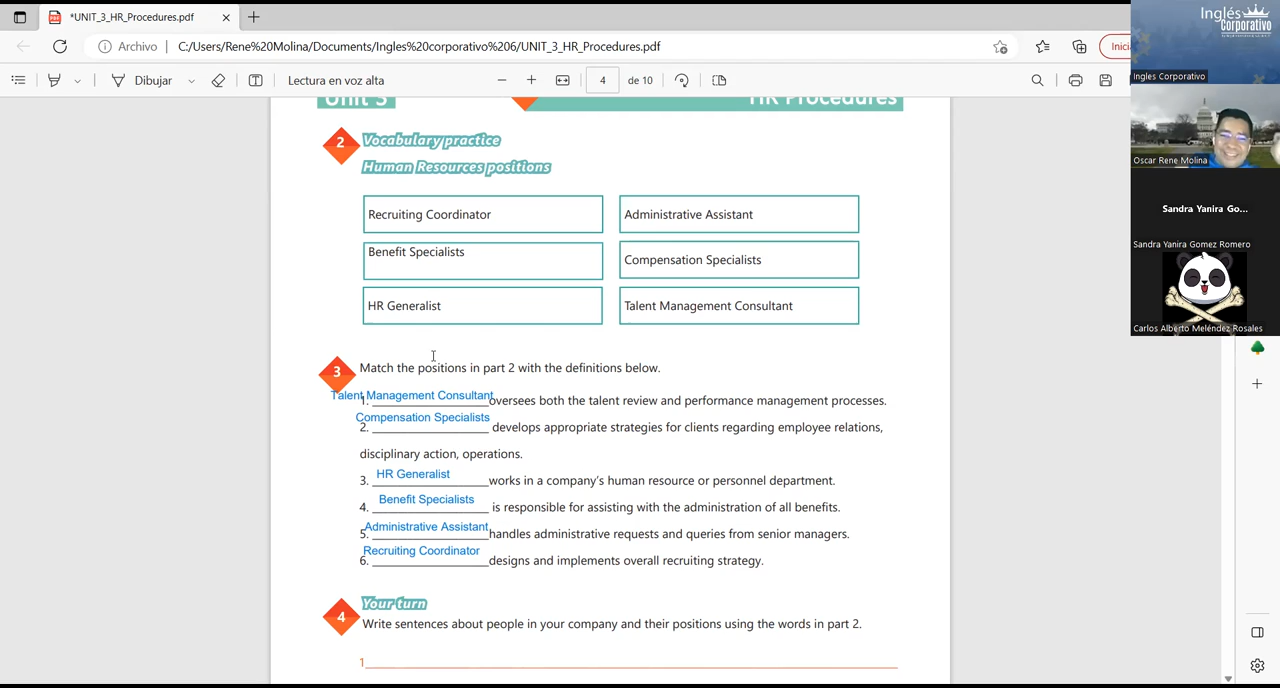 *UNIT_3_HR_Procedures.pdf
Archivo
C:/Users/Rene%20Molina/Documents/Ingles%20corporativo%206/UNIT_3_HR_Procedures.pdf
Inici
Dibujar
Lectura en voz alta
4
de 10
Inglés
Corporativo
Ingles Corporativo
Oscar Rene Molina
Sandra Yanira Go...
Sandra Yanira Gomez Romero
Carlos Alberto Meléndez Rosales
Unit 3
HR Procedures
2
Vocabulary practice
Human Resources positions
Recruiting Coordinator
Administrative Assistant
Benefit Specialists
Compensation Specialists
HR Generalist
Talent Management Consultant
3
Match the positions in part 2 with the definitions below.
Talent Management Consultant
1. oversees both the talent review and performance management processes.
Compensation Specialists
2. develops appropriate strategies for clients regarding employee relations,
disciplinary action, operations.
HR Generalist
3. works in a company's human resource or personnel department.
Benefit Specialists
4. is responsible for assisting with the administration of all benefits.
Administrative Assistant
5. handles administrative requests and queries from senior managers.
Recruiting Coordinator
6. designs and implements overall recruiting strategy.
4
Your turn
Write sentences about people in your company and their positions using the words in part 2.
1